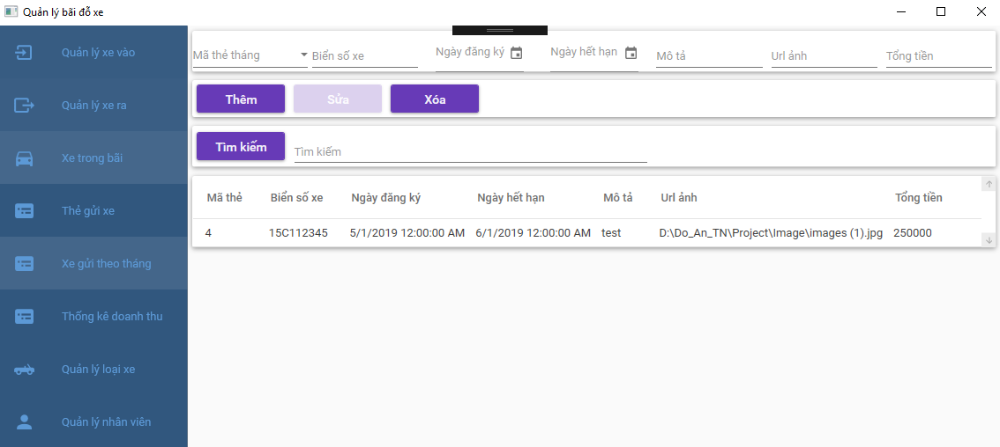 Quản lý bãi đỗ xe
Quản lý xe vào
Quản lý xe ra
Xe trong bãi
Thẻ gửi xe
Xe gửi theo tháng
Thống kê doanh thu
Quản lý loại xe
Quản lý nhân viên
Mã thẻ tháng Biển số xe Ngày đăng ký Ngày hết hạn Mô tả Url ảnh Tổng tiền
Thêm Sửa Xóa
Tìm kiếm Tìm kiếm
Mã thẻ Biển số xe Ngày đăng ký Ngày hết hạn Mô tả Url ảnh Tổng tiền
4 15C112345 5/1/2019 12:00:00 AM 6/1/2019 12:00:00 AM test D:\Do_An_TN\Project\Image\images (1).jpg 250000